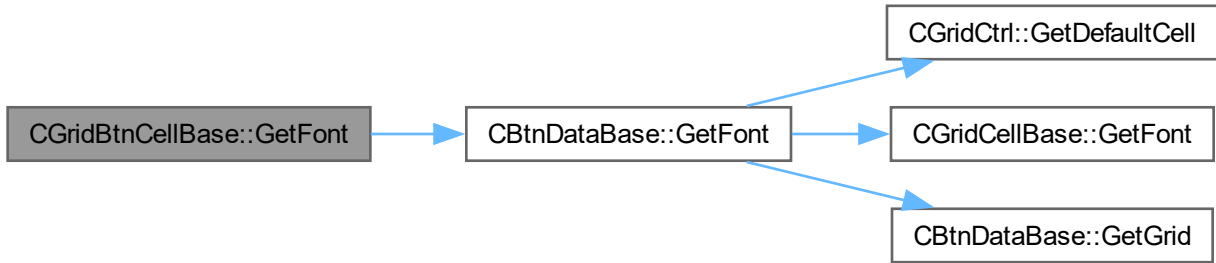 CGridBtnCellBase::GetFont
CBtnDataBase::GetFont
CGridCtrl::GetDefaultCell
CGridCellBase::GetFont
CBtnDataBase::GetGrid